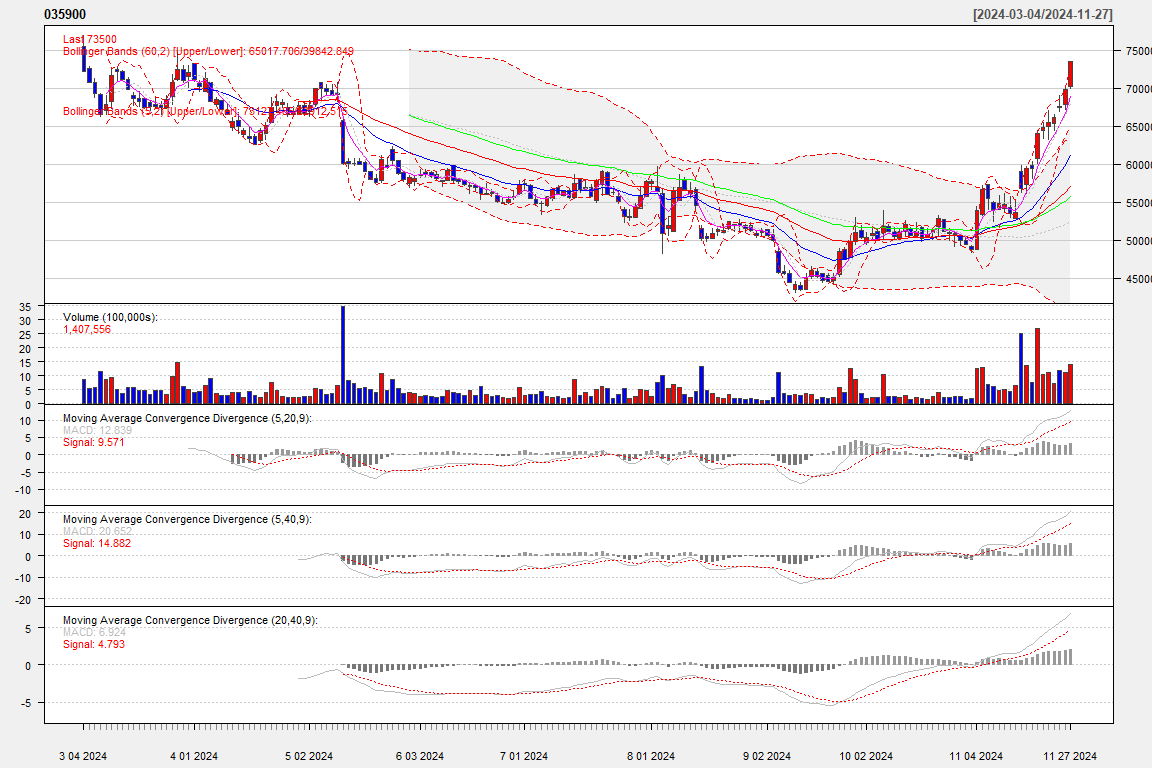 035900 [2024-03-04/2024-11-27]
Last 73500
Bollinger Bands (60,2) [Upper/Lower]: 65017.706/39842.849
Bollinger Bands (9,2) [Upper/Lower]:
75000
70000
65000
60000
55000
50000
45000
Volume (100,000s):
1,407,556
35
30
25
20
15
10
5
0
Moving Average Convergence Divergence (5,20,9):
MACD: 12.839
Signal: 9.571
10
5
0
-5
-10
Moving Average Convergence Divergence (5,40,9):
MACD: 20.652
Signal: 14.882
20
10
0
-10
-20
Moving Average Convergence Divergence (20,40,9):
MACD: 6.924
Signal: 4.793
5
0
-5
3 04 2024 4 01 2024 5 02 2024 6 03 2024 7 01 2024 8 01 2024 9 02 2024 10 02 2024 11 04 2024 11 27 2024